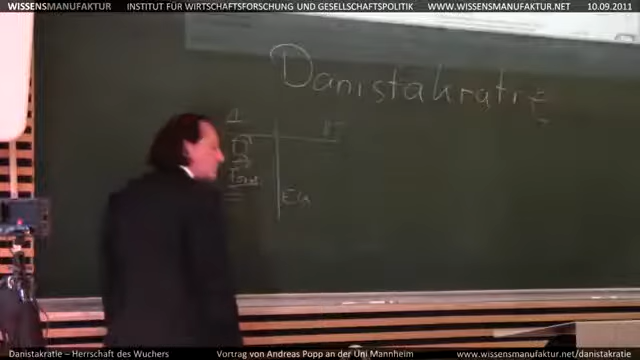 WISSENSMANUFAKTUR INSTITUT FÜR WIRTSCHAFTSFORSCHUNG UND GESELLSCHAFTSPOLITIK WWW.WISSENSMANUFAKTUR.NET 10.09.2011
Danistakratie
Danistakratie – Herrschaft des Wuchers Vortrag von Andreas Popp an der Uni Mannheim www.wissensmanufaktur.net/danistakratie